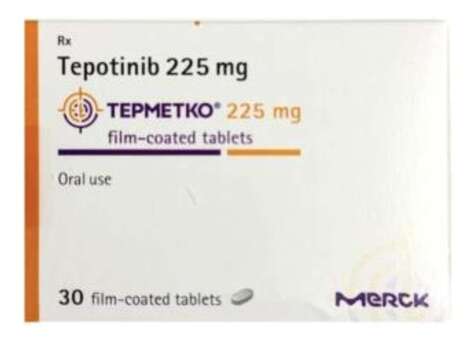 Rx
Tepotinib 225 mg
TEPMETKO® 225 mg
film-coated tablets
Oral use
30 film-coated tablets
MERCK